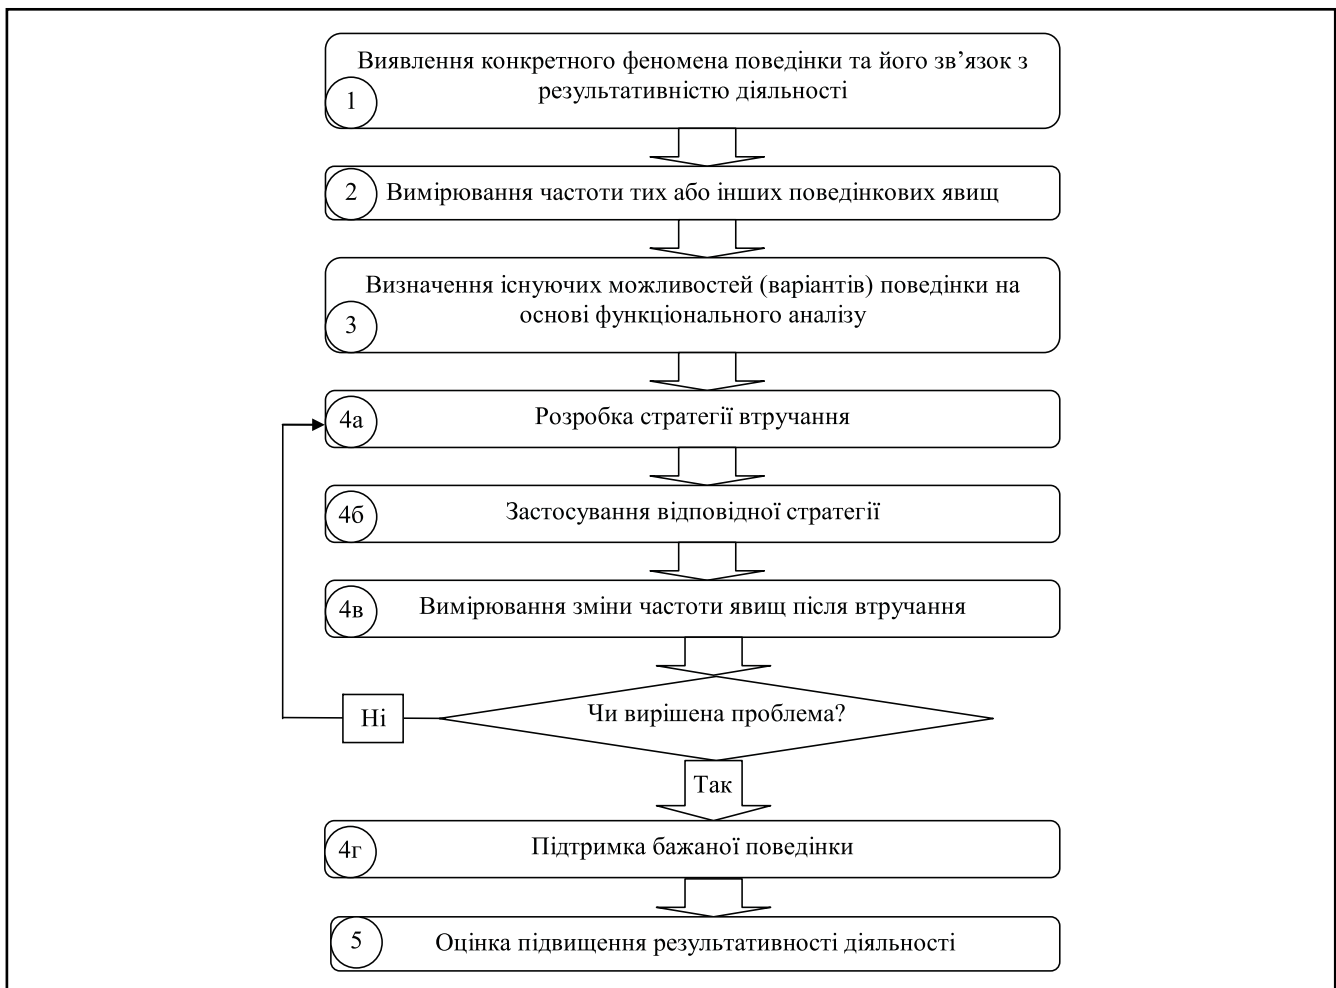 Виявлення конкретного феномена поведінки та його зв’язок з
результативністю діяльності
1
2
Вимірювання частоти тих або інших поведінкових явищ
Визначення існуючих можливостей (варіантів) поведінки на
основі функціонального аналізу
3
4а
Розробка стратегії втручання
4б
Застосування відповідної стратегії
4в
Вимірювання зміни частоти явищ після втручання
Чи вирішена проблема?
Ні
Так
4г
Підтримка бажаної поведінки
5
Оцінка підвищення результативності діяльності